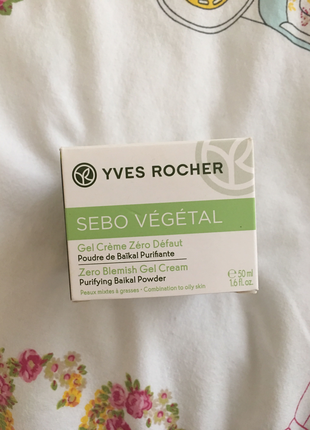 YVES ROCHER
SEBO VÉGÉTAL
Gel Crème Zéro Défaut
Poudre de Baïkal Purifiante
Zero Blemish Gel Cream
Purifying Baikal Powder
Peaux mixtes à grasses - Combination to oily skin
℮ 50 ml
1.6 fl. oz.